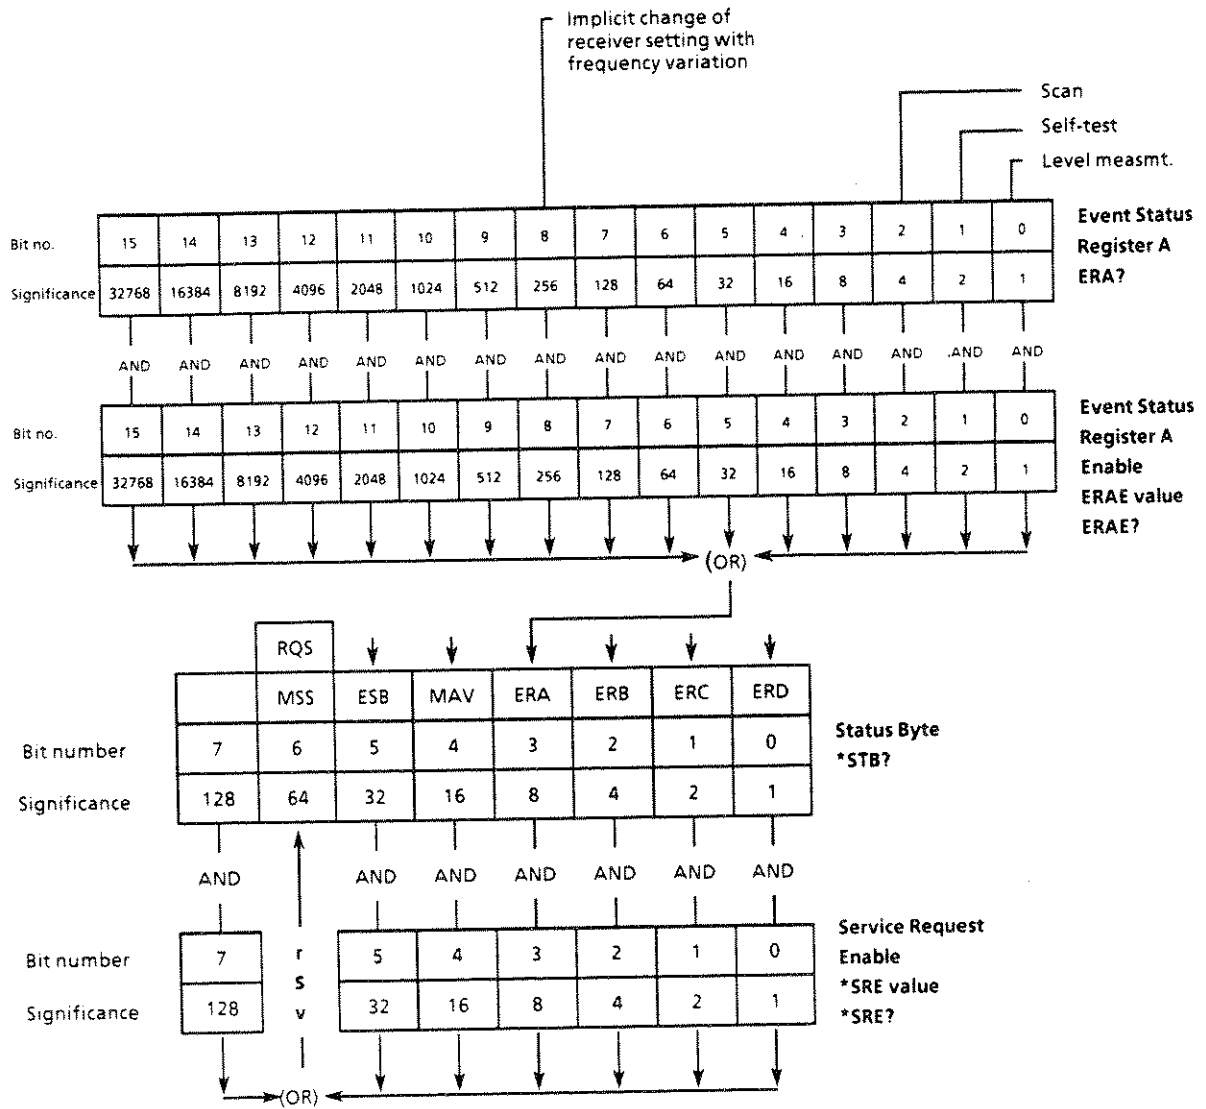 Implicit change of
receiver setting with
frequency variation
Scan
Self-test
Level measmt.
Bit no. 15 14 13 12 11 10 9 8 7 6 5 4 3 2 1 0
Significance 32768 16384 8192 4096 2048 1024 512 256 128 64 32 16 8 4 2 1
Event Status
Register A
ERA?
AND AND AND AND AND AND AND AND AND AND AND AND AND AND AND AND
Bit no. 15 14 13 12 11 10 9 8 7 6 5 4 3 2 1 0
Significance 32768 16384 8192 4096 2048 1024 512 256 128 64 32 16 8 4 2 1
Event Status
Register A
Enable
ERAE value
ERAE?
(OR)
RQS
MSS ESB MAV ERA ERB ERC ERD
Bit number 7 6 5 4 3 2 1 0
Significance 128 64 32 16 8 4 2 1
Status Byte
*STB?
AND AND AND AND AND AND AND
Bit number 7 5 4 3 2 1 0
Significance 128 32 16 8 4 2 1
r
s
v
Service Request
Enable
*SRE value
*SRE?
(OR)